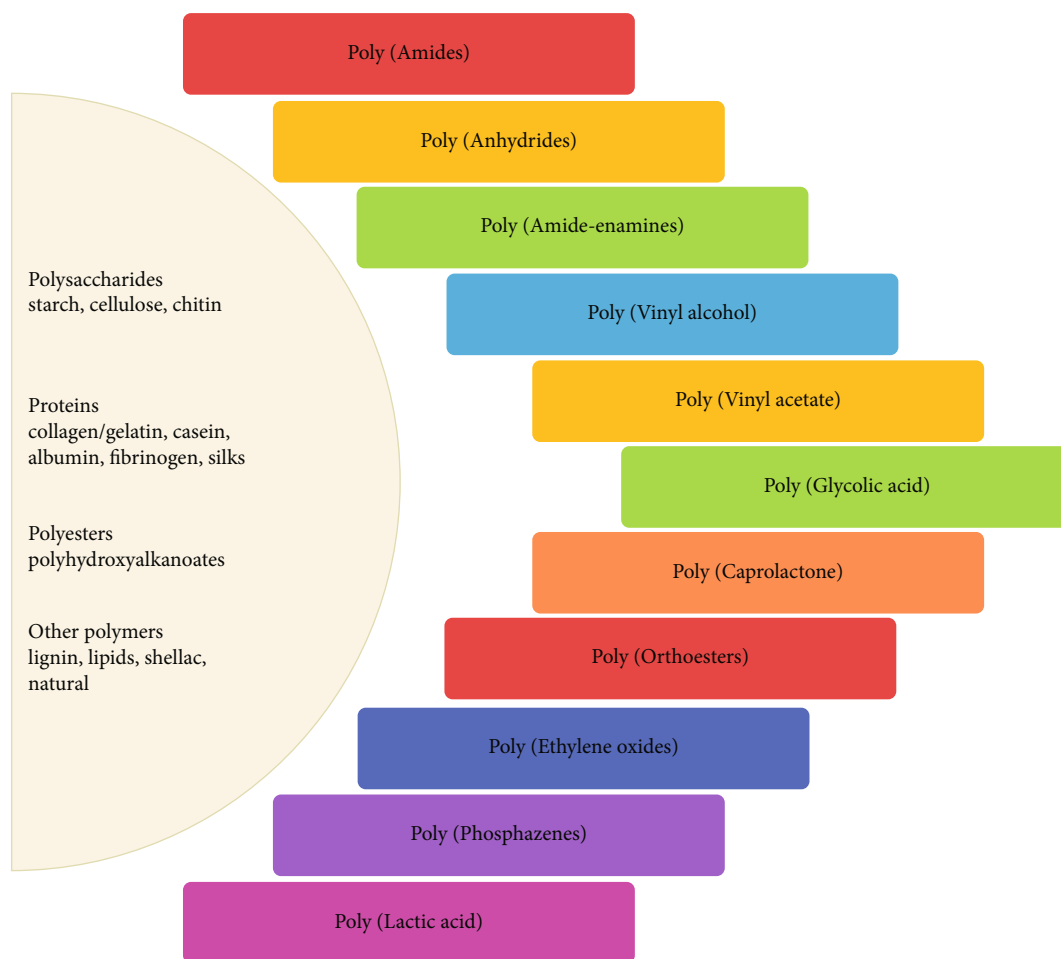 Poly (Amides)
Poly (Anhydrides)
Poly (Amide-enamines)
Poly (Vinyl alcohol)
Poly (Vinyl acetate)
Poly (Glycolic acid)
Poly (Caprolactone)
Poly (Orthoesters)
Poly (Ethylene oxides)
Poly (Phosphazenes)
Poly (Lactic acid)
Polysaccharides
starch, cellulose, chitin
Proteins
collagen/gelatin, casein,
albumin, fibrinogen, silks
Polyesters
polyhydroxyalkanoates
Other polymers
lignin, lipids, shellac,
natural